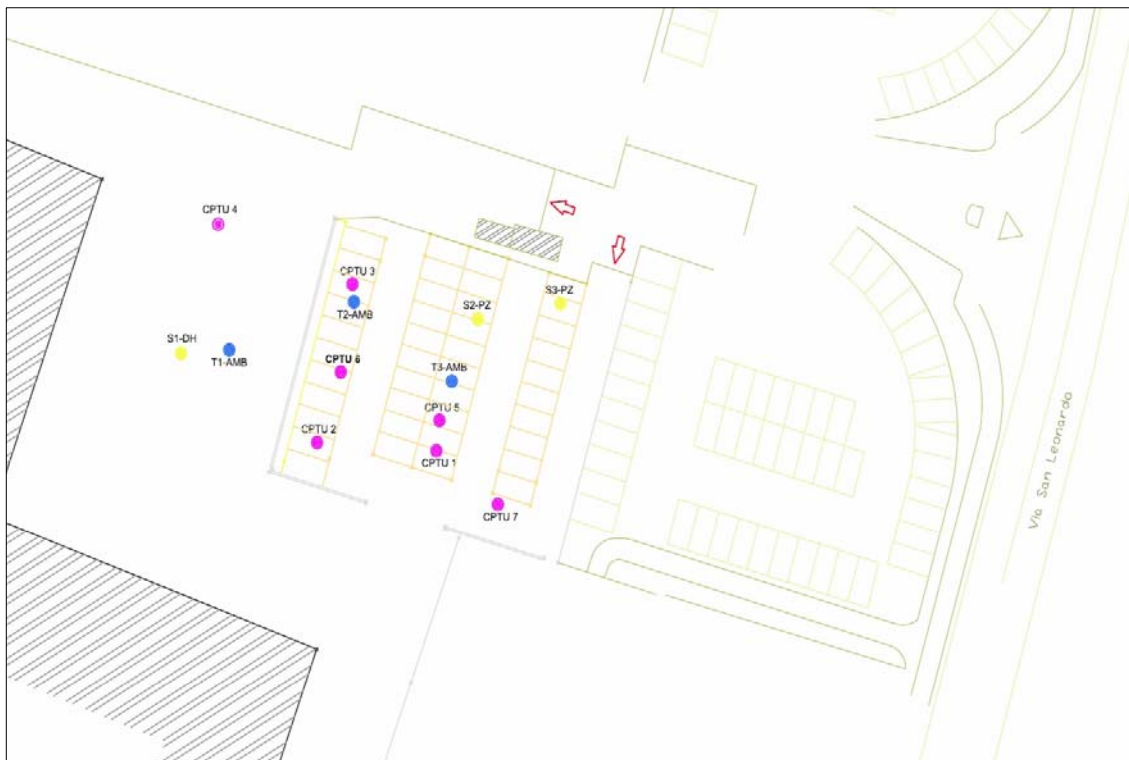 CPTU 4
CPTU 3
T2-AMB
S2-PZ
S3-PZ
S1-DH
T1-AMB
CPTU 6
T3-AMB
CPTU 5
CPTU 2
CPTU 1
CPTU 7
Via San Leonardo